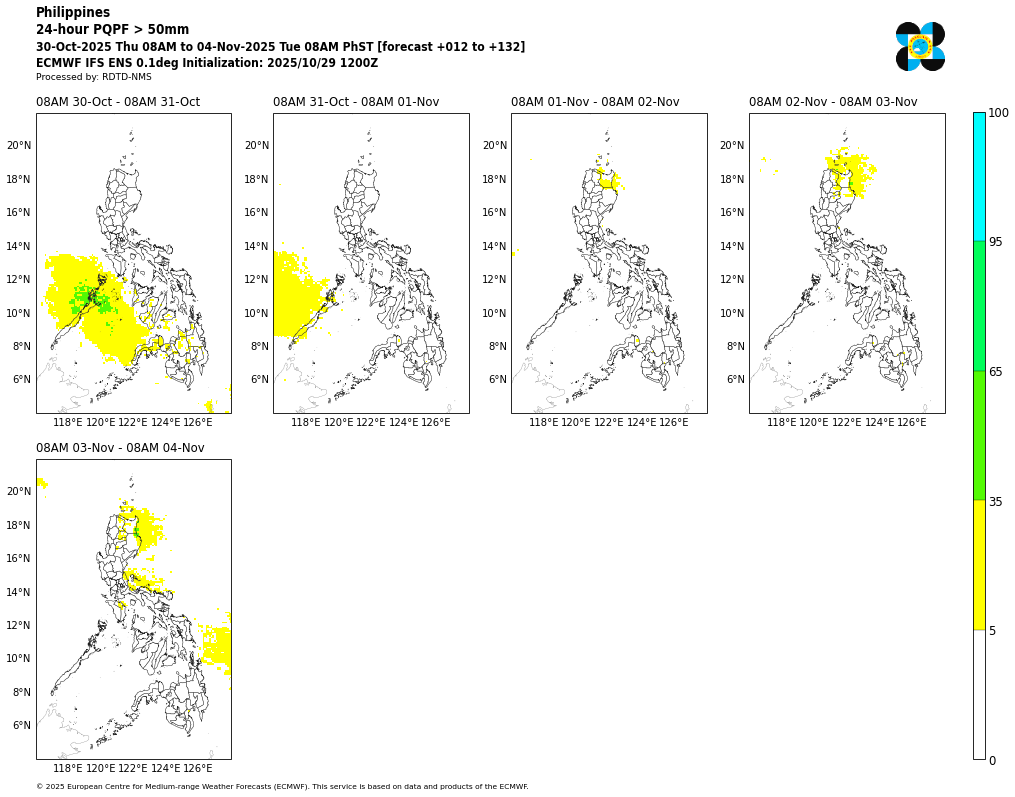 Philippines
24-hour PQPF > 50mm
30-Oct-2025 Thu 08AM to 04-Nov-2025 Tue 08AM PhST [forecast +012 to +132]
ECMWF IFS ENS 0.1deg Initialization: 2025/10/29 1200Z
Processed by: RDTD-NMS
08AM 30-Oct - 08AM 31-Oct
08AM 31-Oct - 08AM 01-Nov
08AM 01-Nov - 08AM 02-Nov
08AM 02-Nov - 08AM 03-Nov
20°N 20°N 20°N 20°N
18°N 18°N 18°N 18°N
16°N 16°N 16°N 16°N
14°N 14°N 14°N 14°N
12°N 12°N 12°N 12°N
10°N 10°N 10°N 10°N
8°N 8°N 8°N 8°N
6°N 6°N 6°N 6°N
118°E 120°E 122°E 124°E 126°E 118°E 120°E 122°E 124°E 126°E 118°E 120°E 122°E 124°E 126°E 118°E 120°E 122°E 124°E 126°E
100
95
65
35
5
0
08AM 03-Nov - 08AM 04-Nov
20°N
18°N
16°N
14°N
12°N
10°N
8°N
6°N
118°E 120°E 122°E 124°E 126°E
© 2025 European Centre for Medium-range Weather Forecasts (ECMWF). This service is based on data and products of the ECMWF.